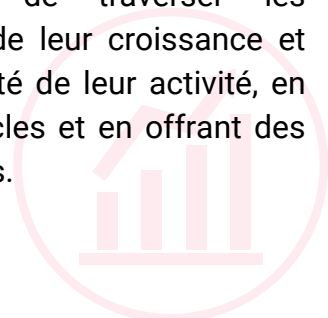 de traverser les
de leur croissance et
té de leur activité, en
cles et en offrant des
s.